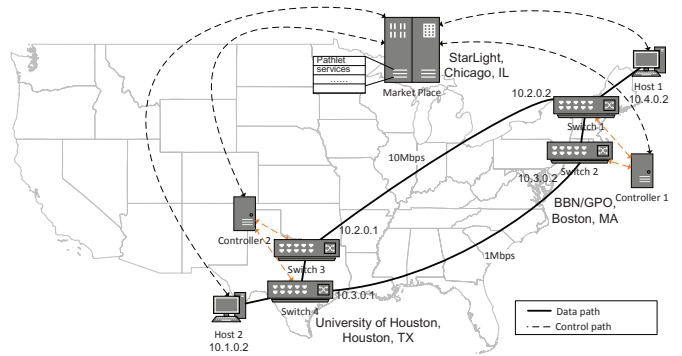 Pathlet
services
......
Market Place
StarLight,
Chicago, IL
Host 1
10.4.0.2
10.2.0.2
Switch 1
10Mbps
10.3.0.2
Switch 2
Controller 1
BBN/GPO,
Boston, MA
Controller 2
10.2.0.1
Switch 3
1Mbps
10.3.0.1
Switch 4
Host 2
10.1.0.2
University of Houston,
Houston, TX
Data path
Control path